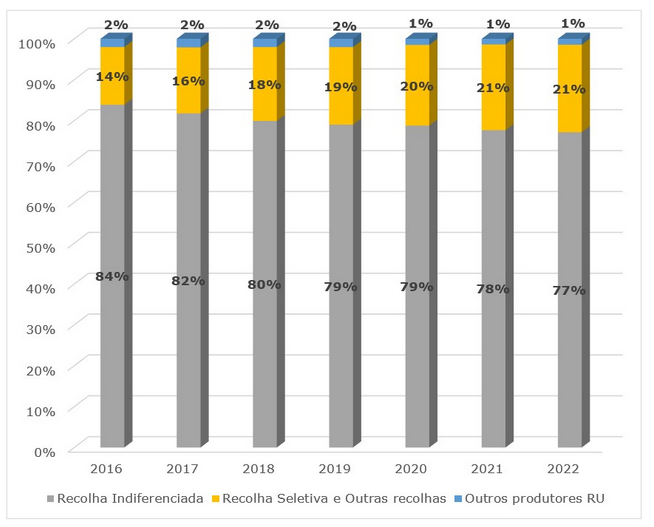 2% 2% 2% 2% 1% 1% 1%
100%
14% 16% 18% 19% 20% 21% 21%
90%
80%
70%
60%
50%
84% 82% 80% 79% 79% 78% 77%
40%
30%
20%
10%
0%
2016 2017 2018 2019 2020 2021 2022
Recolha Indiferenciada Recolha Seletiva e Outras recolhas Outros produtores RU